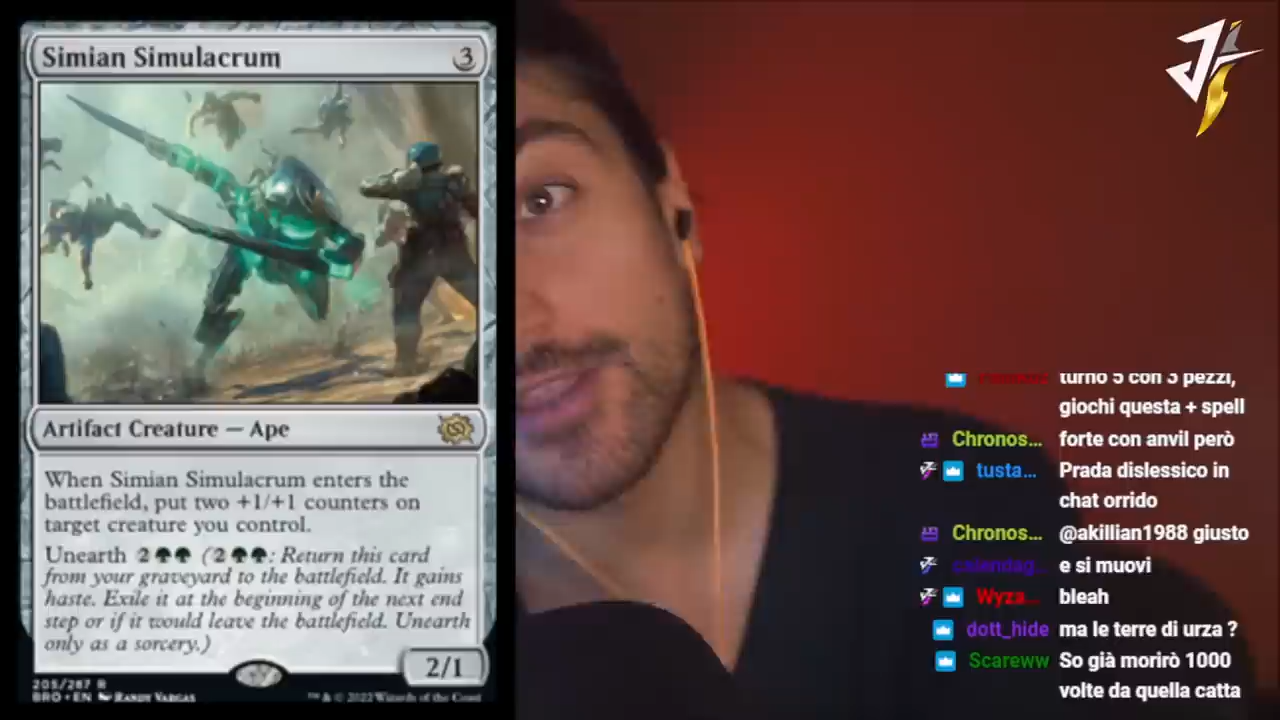 Simian Simulacrum 3
Artifact Creature — Ape
When Simian Simulacrum enters the
battlefield, put two +1/+1 counters on
target creature you control.
Unearth 2 (2: Return this card
from your graveyard to the battlefield. It gains
haste. Exile it at the beginning of the next end
step or if it would leave the battlefield. Unearth
only as a sorcery.)
2/1
203/287 R
BRO • EN RANDY VARGAS
™ & © 2022 Wizards of the Coast
turno 5 con 3 pezzi,
giochi questa + spell
Chronos... forte con anvil però
tusta... Prada dislessico in
chat orrido
Chronos... @akillian1988 giusto
calendag... e si muovi
Wyza... bleah
dott_hide ma le terre di urza ?
Scareww So già morirò 1000
volte da quella catta